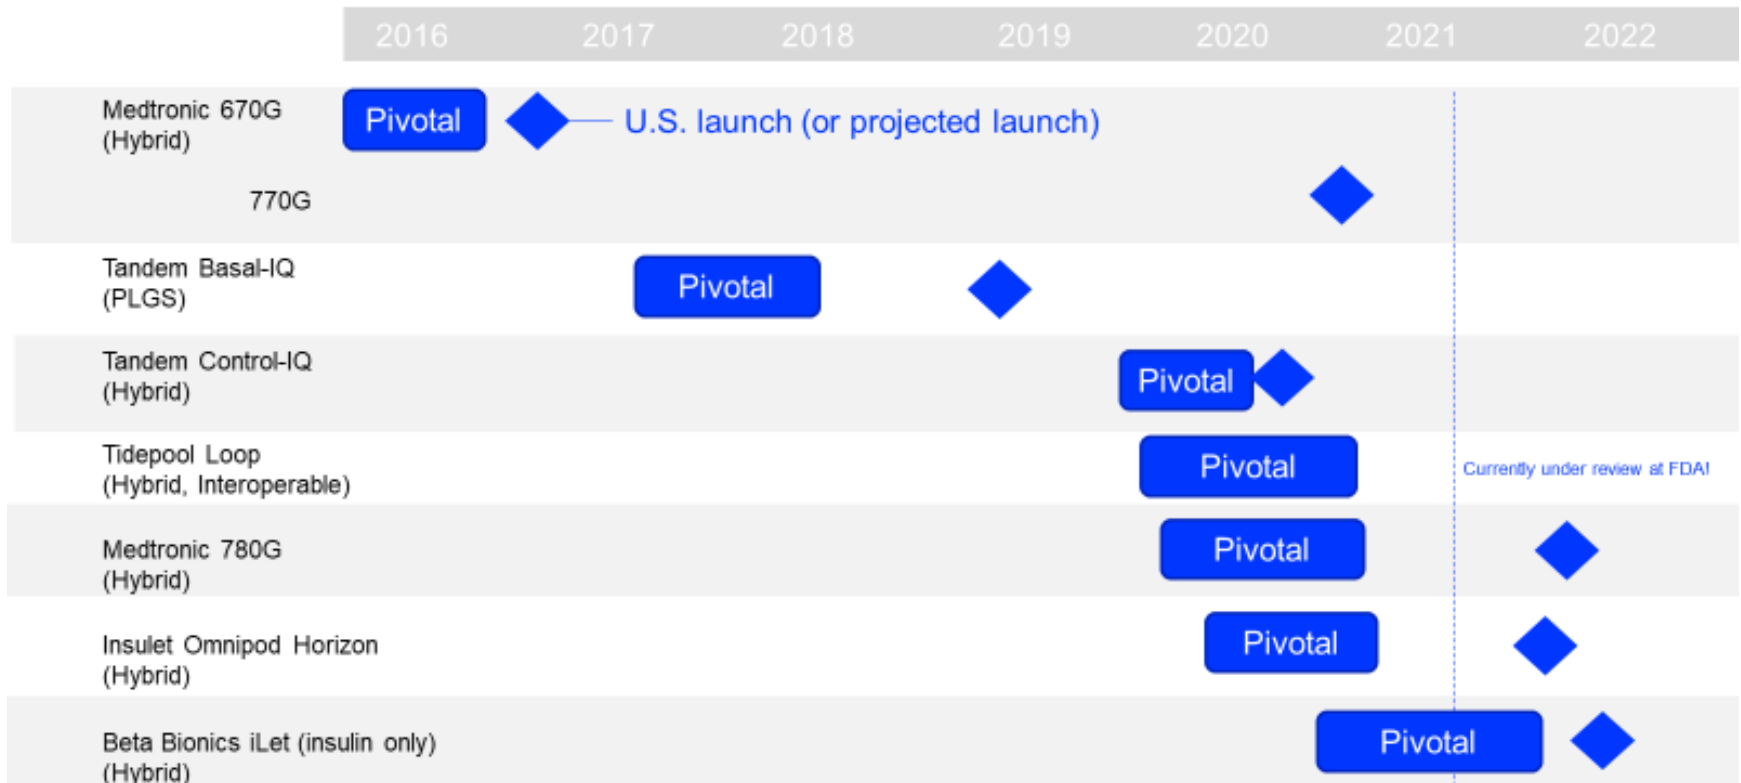 2016 2017 2018 2019 2020 2021 2022
Medtronic 670G
(Hybrid)
Pivotal
U.S. launch (or projected launch)
770G
Tandem Basal-IQ
(PLGS)
Pivotal
Tandem Control-IQ
(Hybrid)
Pivotal
Tidepool Loop
(Hybrid, Interoperable)
Pivotal
Currently under review at FDA!
Medtronic 780G
(Hybrid)
Pivotal
Insulet Omnipod Horizon
(Hybrid)
Pivotal
Beta Bionics iLet (insulin only)
(Hybrid)
Pivotal